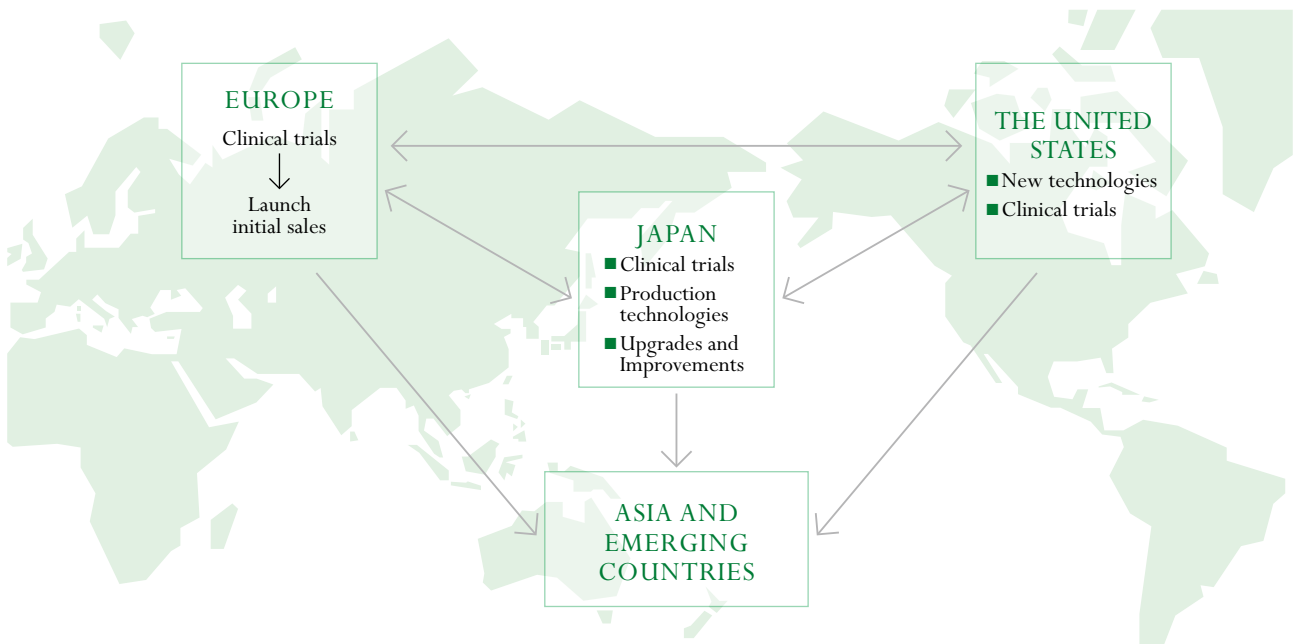 EUROPE
Clinical trials
Launch
initial sales
THE UNITED
STATES
■ New technologies
■ Clinical trials
JAPAN
■ Clinical trials
■ Production
technologies
■ Upgrades and
Improvements
ASIA AND
EMERGING
COUNTRIES